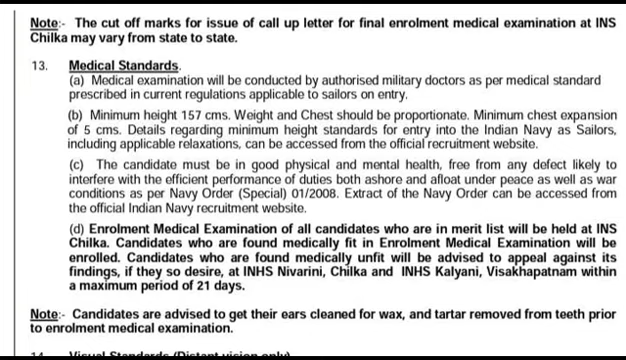 Note:- The cut off marks for issue of call up letter for final enrolment medical examination at INS
Chilka may vary from state to state.
13. Medical Standards.
(a) Medical examination will be conducted by authorised military doctors as per medical standard
prescribed in current regulations applicable to sailors on entry.
(b) Minimum height 157 cms. Weight and Chest should be proportionate. Minimum chest expansion
of 5 cms. Details regarding minimum height standards for entry into the Indian Navy as Sailors,
including applicable relaxations, can be accessed from the official recruitment website.
(c) The candidate must be in good physical and mental health, free from any defect likely to
interfere with the efficient performance of duties both ashore and afloat under peace as well as war
conditions as per Navy Order (Special) 01/2008. Extract of the Navy Order can be accessed from
the official Indian Navy recruitment website.
(d) Enrolment Medical Examination of all candidates who are in merit list will be held at INS
Chilka. Candidates who are found medically fit in Enrolment Medical Examination will be
enrolled. Candidates who are found medically unfit will be advised to appeal against its
findings, if they so desire, at INHS Nivarini, Chilka and INHS Kalyani, Visakhapatnam within
a maximum period of 21 days.
Note:- Candidates are advised to get their ears cleaned for wax, and tartar removed from teeth prior
to enrolment medical examination.
14. Visual Standards (Distant vision only)